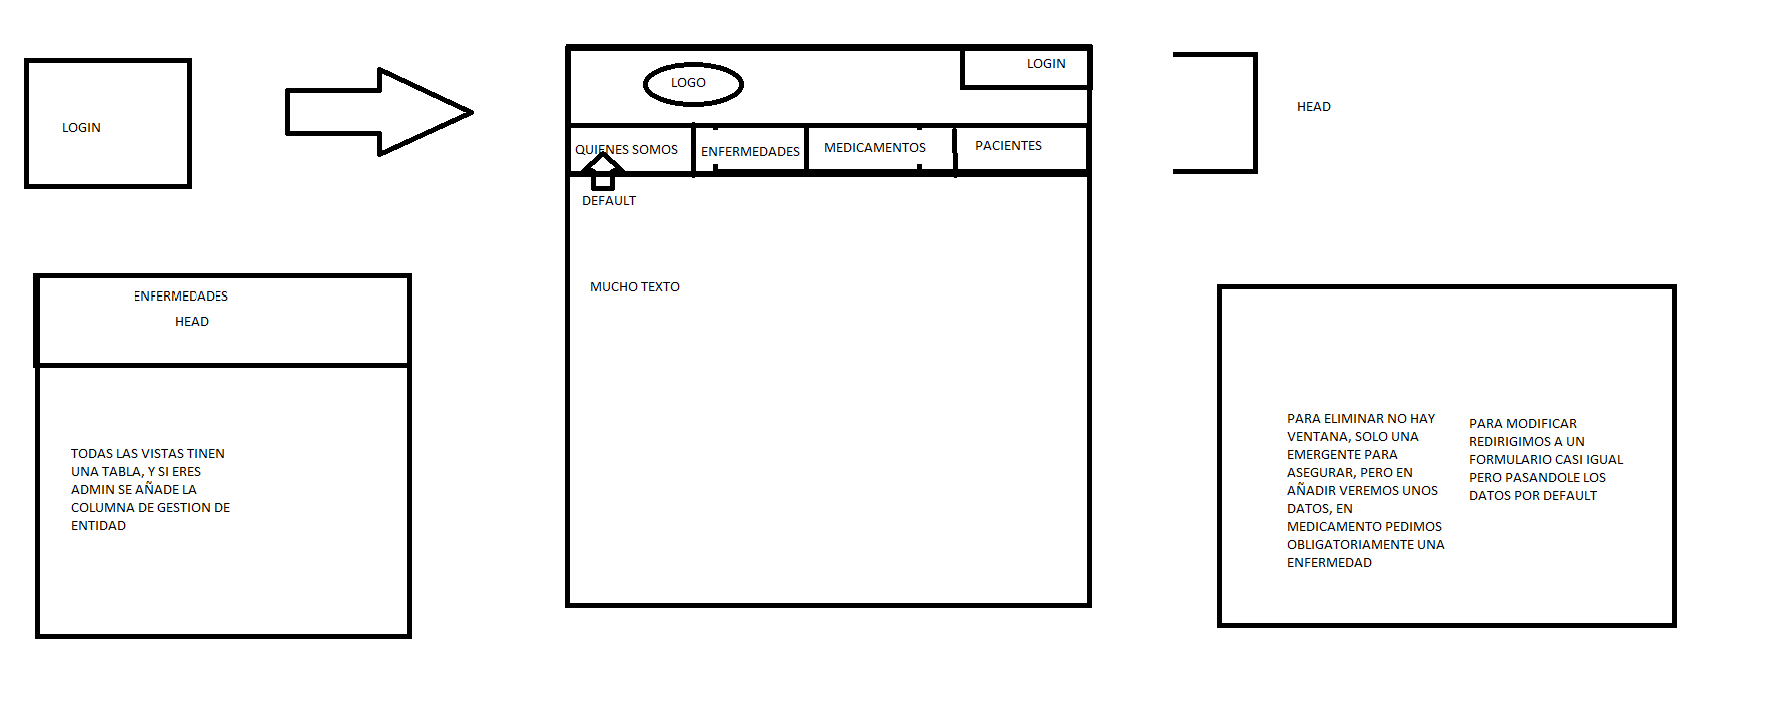 LOGIN
LOGO
LOGIN
HEAD
QUIENES SOMOS
ENFERMEDADES
MEDICAMENTOS
PACIENTES
DEFAULT
MUCHO TEXTO
ENFERMEDADES
HEAD
TODAS LAS VISTAS TINEN
UNA TABLA, Y SI ERES
ADMIN SE AÑADE LA
COLUMNA DE GESTION DE
ENTIDAD
PARA ELIMINAR NO HAY
VENTANA, SOLO UNA
EMERGENTE PARA
ASEGURAR, PERO EN
AÑADIR VEREMOS UNOS
DATOS, EN
MEDICAMENTO PEDIMOS
OBLIGATORIAMENTE UNA
ENFERMEDAD
PARA MODIFICAR
REDIRIGIMOS A UN
FORMULARIO CASI IGUAL
PERO PASANDOLE LOS
DATOS POR DEFAULT